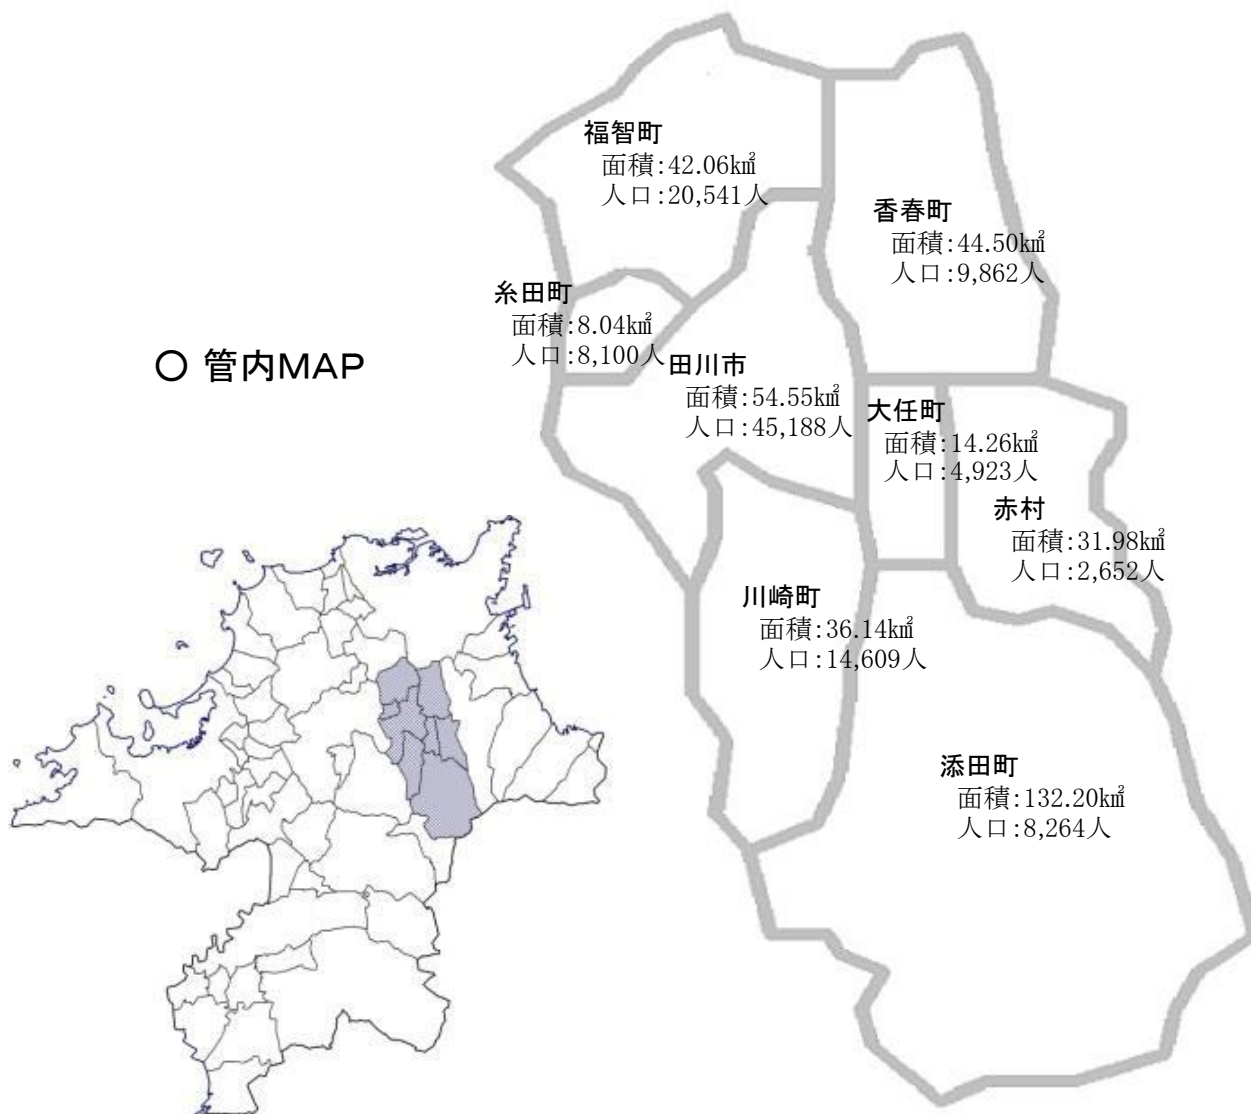 福智町
面積:42.06㎢
人口:20,541人
香春町
面積:44.50㎢
人口:9,862人
糸田町
面積:8.04㎢
人口:8,100人
○ 管内MAP
田川市
面積:54.55㎢
人口:45,188人
大任町
面積:14.26㎢
人口:4,923人
赤村
面積:31.98㎢
人口:2,652人
川崎町
面積:36.14㎢
人口:14,609人
添田町
面積:132.20㎢
人口:8,264人